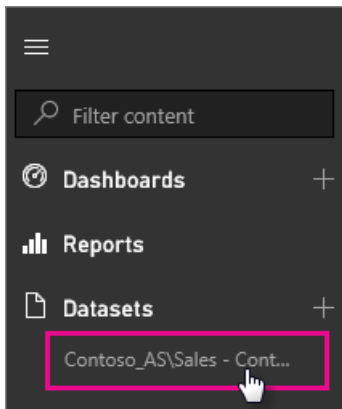 Filter content
Dashboards
Reports
Datasets
Contoso_AS\Sales - Cont...